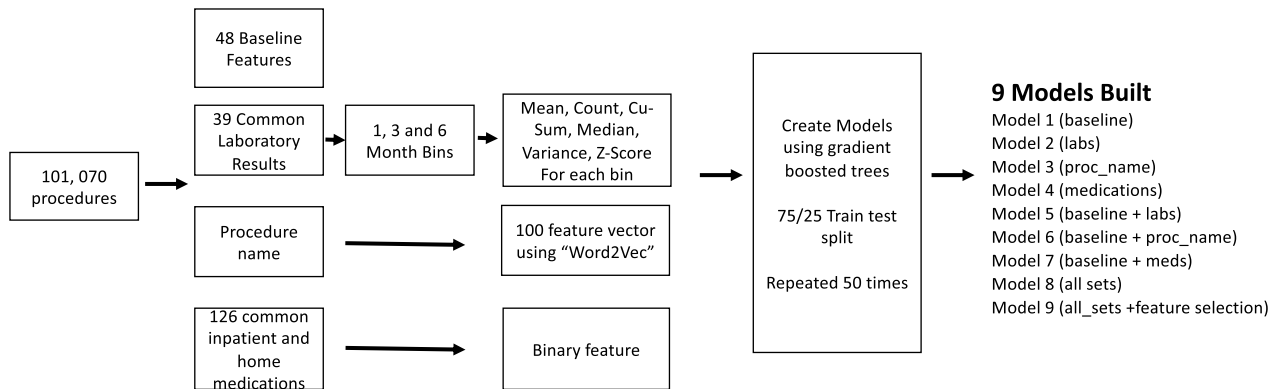 101, 070
procedures
48 Baseline
Features
39 Common
Laboratory
Results
1, 3 and 6
Month Bins
Mean, Count, Cu-
Sum, Median,
Variance, Z-Score
For each bin
Procedure
name
100 feature vector
using “Word2Vec”
126 common
inpatient and
home
medications
Binary feature
Create Models
using gradient
boosted trees
75/25 Train test
split
Repeated 50 times
9 Models Built
Model 1 (baseline)
Model 2 (labs)
Model 3 (proc_name)
Model 4 (medications)
Model 5 (baseline + labs)
Model 6 (baseline + proc_name)
Model 7 (baseline + meds)
Model 8 (all sets)
Model 9 (all_sets +feature selection)